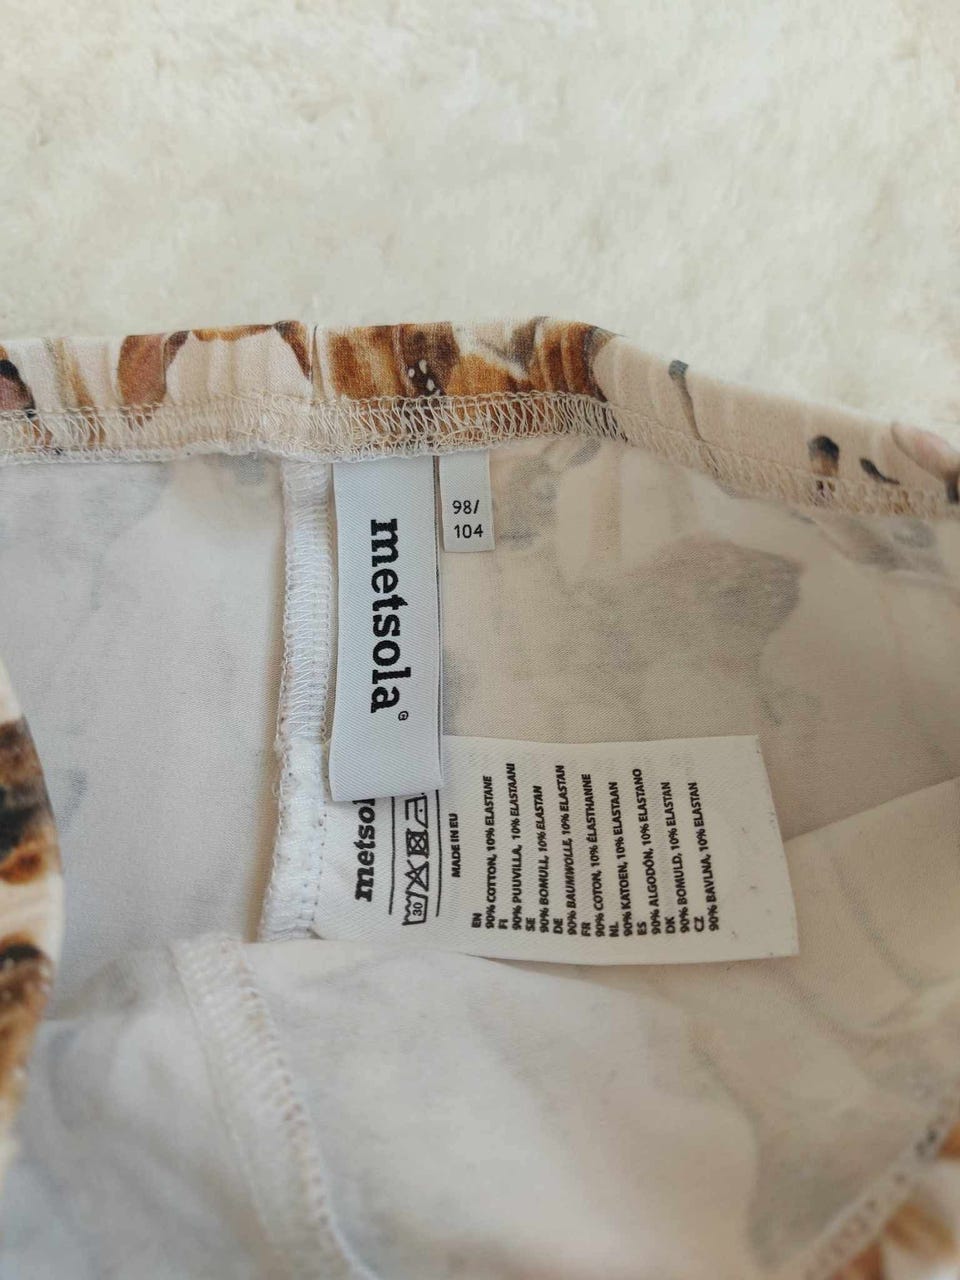 metsola
G
98/
104
metsol
30
MADE IN EU
EN
90% COTTON, 10% ELASTANE
FI
90% PUUVILLA, 10% ELASTAANI
SE
90% BOMULL, 10% ELASTAN
DE
90% BAUMWOLLE, 10% ELASTAN
FR
90% COTON, 10% ÉLASTHANNE
NL
90% KATOEN, 10% ELASTAAN
ES
90% ALGODÓN, 10% ELASTANO
DK
90% BOMULD, 10% ELASTAN
CZ
90% BAVLNA, 10% ELASTAN